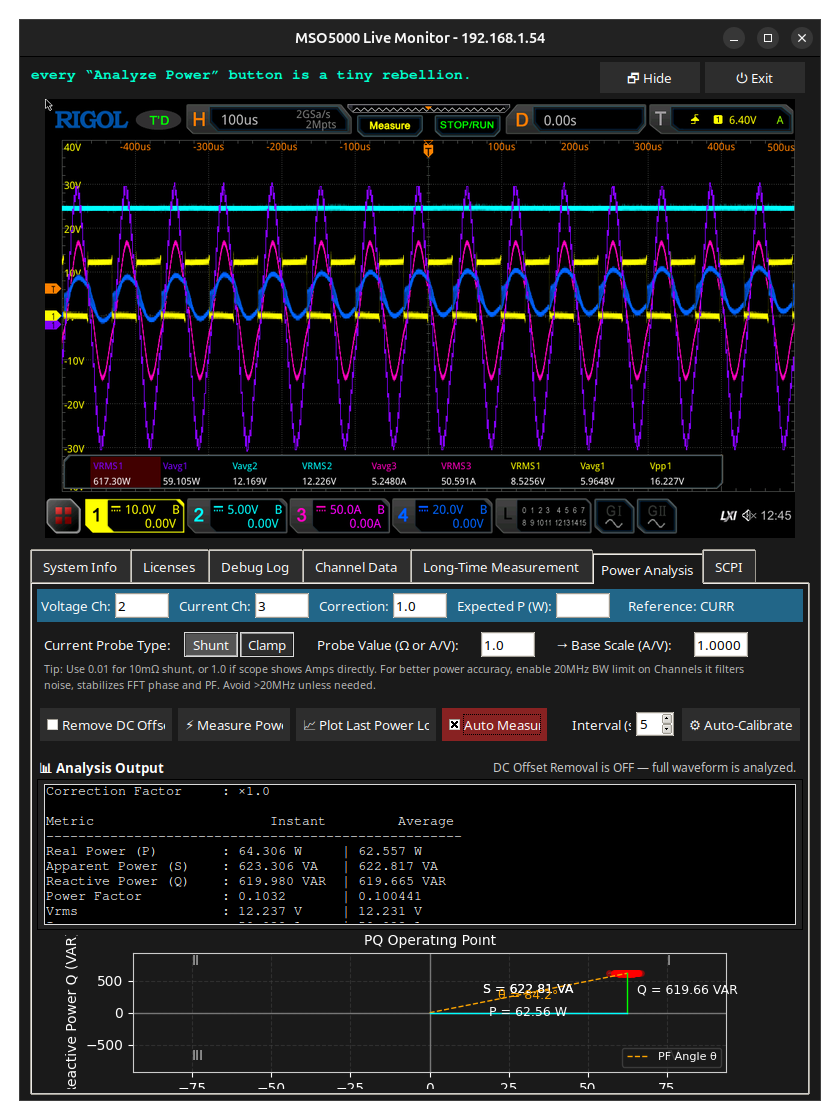 MSO5000 Live Monitor - 192.168.1.54
every “Analyze Power” button is a tiny rebellion.
Hide
Exit
RIGOL T'D H 100us 2GSa/s 2Mpts Measure STOP/RUN D 0.00s T 1 6.40V A
40V -400us -300us -200us -100us 100us 200us 300us 400us 500us
30V
20V
10V
-10V
-20V
-30V
VRMS1 Vavg1 Vavg2 VRMS2 Vavg3 VRMS3 VRMS1 Vavg1 Vpp1
617.30W 59.105W 12.169V 12.226V 5.2480A 50.591A 8.5256V 5.9648V 16.227V
1 10.0V B 2 5.00V B 3 50.0A B 4 20.0V B L 0 1 2 3 4 5 6 7 GI GII LXI 12:45
0.00V 0.00V 0.00A 0.00V 8 9 10 11 12 13 14 15
System Info Licenses Debug Log Channel Data Long-Time Measurement Power Analysis SCPI
Voltage Ch: 2 Current Ch: 3 Correction: 1.0 Expected P (W): Reference: CURR
Current Probe Type: Shunt Clamp Probe Value (Ω or A/V): 1.0 → Base Scale (A/V): 1.0000
Tip: Use 0.01 for 10mΩ shunt, or 1.0 if scope shows Amps directly. For better power accuracy, enable 20MHz BW limit on Channels it filters
noise, stabilizes FFT phase and PF. Avoid >20MHz unless needed.
Remove DC Offs ⚡ Measure Pow Plot Last Power Lo Auto Measu Interval (s 5 ⚙ Auto-Calibrate
Analysis Output DC Offset Removal is OFF — full waveform is analyzed.
Correction Factor : ×1.0
Metric Instant Average
Real Power (P) : 64.306 W | 62.557 W
Apparent Power (S) : 623.306 VA | 622.817 VA
Reactive Power (Q) : 619.980 VAR | 619.665 VAR
Power Factor : 0.1032 | 0.100441
Vrms : 12.237 V | 12.231 V
PQ Operating Point
Reactive Power Q (VAR)
II I
500
S = 622.81 VA
θ = 84.2°
Q = 619.66 VAR
0
P = 62.56 W
−500
III
PF Angle θ
−75 −50 −25 0 25 50 75